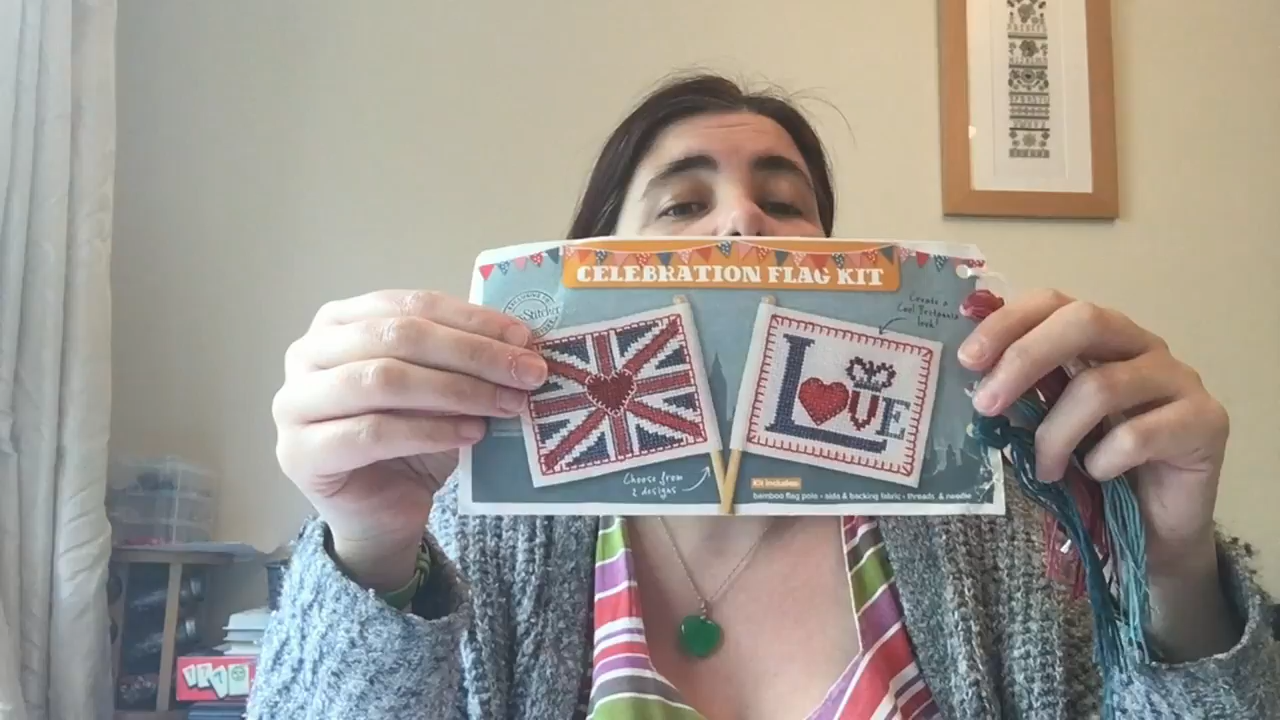 CELEBRATION FLAG KIT
Stitcher
Create a
Cool Britannia
look!
LOVE
Choose from
2 designs
Kit includes:
bamboo flag pole • aida & backing fabric • threads & needle